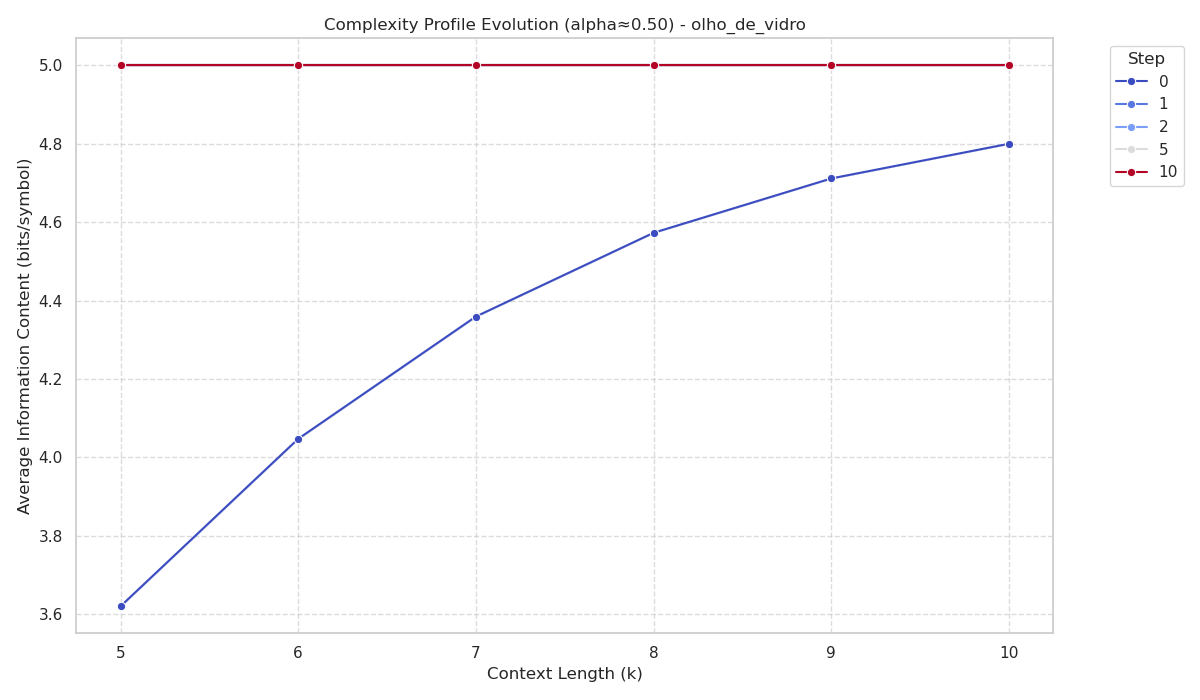 Complexity Profile Evolution (alpha≈0.50) - olho_de_vidro
Average Information Content (bits/symbol)
5.0
4.8
4.6
4.4
4.2
4.0
3.8
3.6
5 6 7 8 9 10
Context Length (k)
Step
0
1
2
5
10